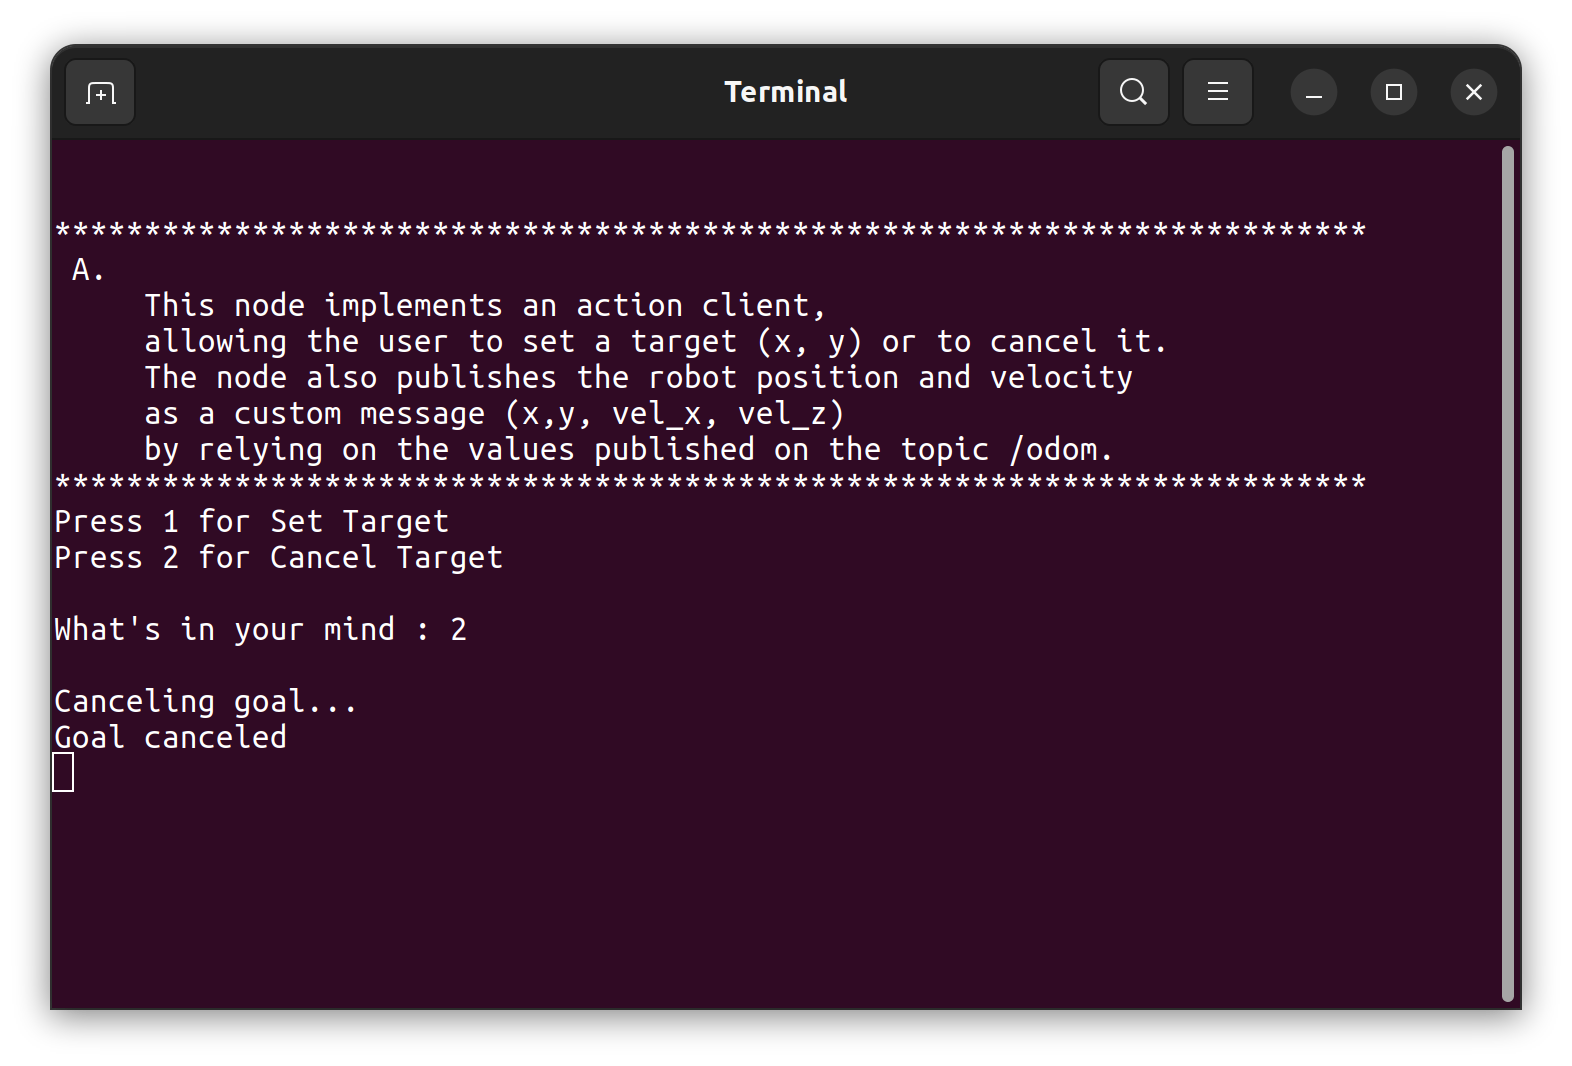 Terminal
*************************************************************************
A.
This node implements an action client,
allowing the user to set a target (x, y) or to cancel it.
The node also publishes the robot position and velocity
as a custom message (x,y, vel_x, vel_z)
by relying on the values published on the topic /odom.
*************************************************************************
Press 1 for Set Target
Press 2 for Cancel Target
What's in your mind : 2
Canceling goal...
Goal canceled